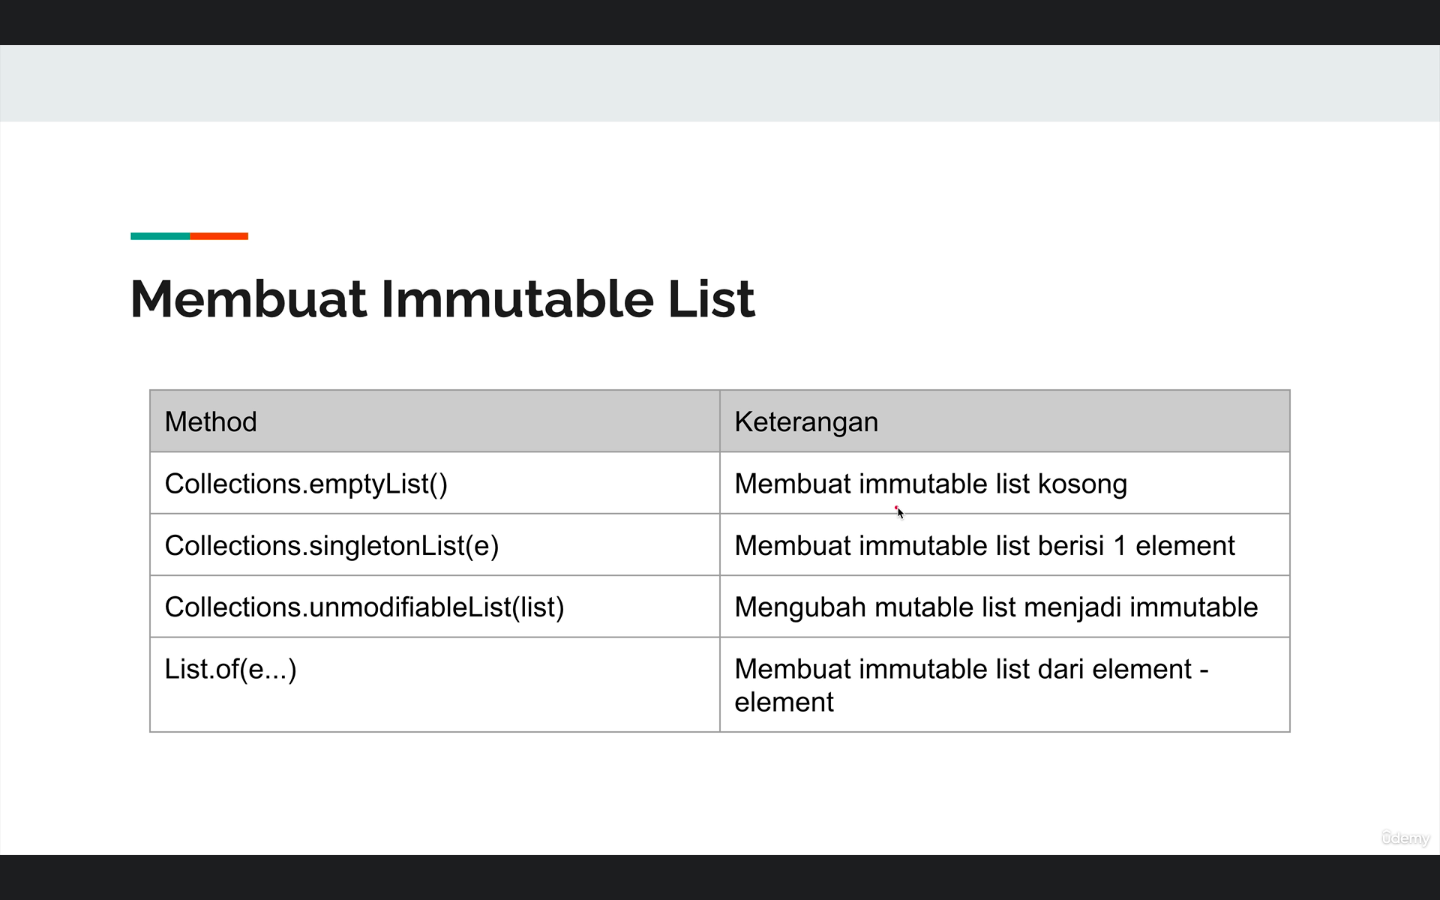 Membuat Immutable List
Method
Keterangan
Collections.emptyList()
Membuat immutable list kosong
Collections.singletonList(e)
Membuat immutable list berisi 1 element
Collections.unmodifiableList(list)
Mengubah mutable list menjadi immutable
List.of(e...)
Membuat immutable list dari element -
element
ûdemy